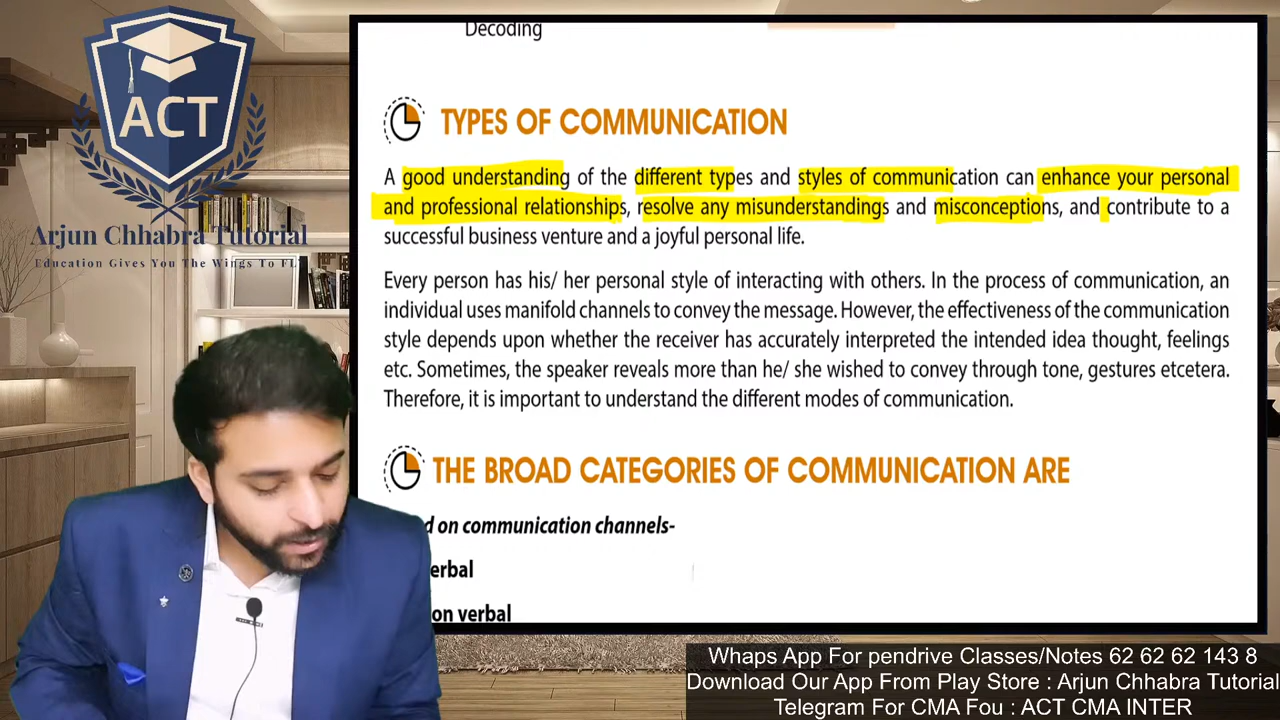 ACT
Arjun Chhabra Tutorial
Education Gives You The Wings To
Decoding
TYPES OF COMMUNICATION
A good understanding of the different types and styles of communication can enhance your personal
and professional relationships, resolve any misunderstandings and misconceptions, and contribute to a
successful business venture and a joyful personal life.
Every person has his/ her personal style of interacting with others. In the process of communication, an
individual uses manifold channels to convey the message. However, the effectiveness of the communication
style depends upon whether the receiver has accurately interpreted the intended idea thought, feelings
etc. Sometimes, the speaker reveals more than he/ she wished to convey through tone, gestures etcetera.
Therefore, it is important to understand the different modes of communication.
THE BROAD CATEGORIES OF COMMUNICATION ARE
on communication channels-
erbal
on verbal
Whaps App For pendrive Classes/Notes 62 62 62 143 8
Download Our App From Play Store : Arjun Chhabra Tutorial
Telegram For CMA Fou : ACT CMA INTER